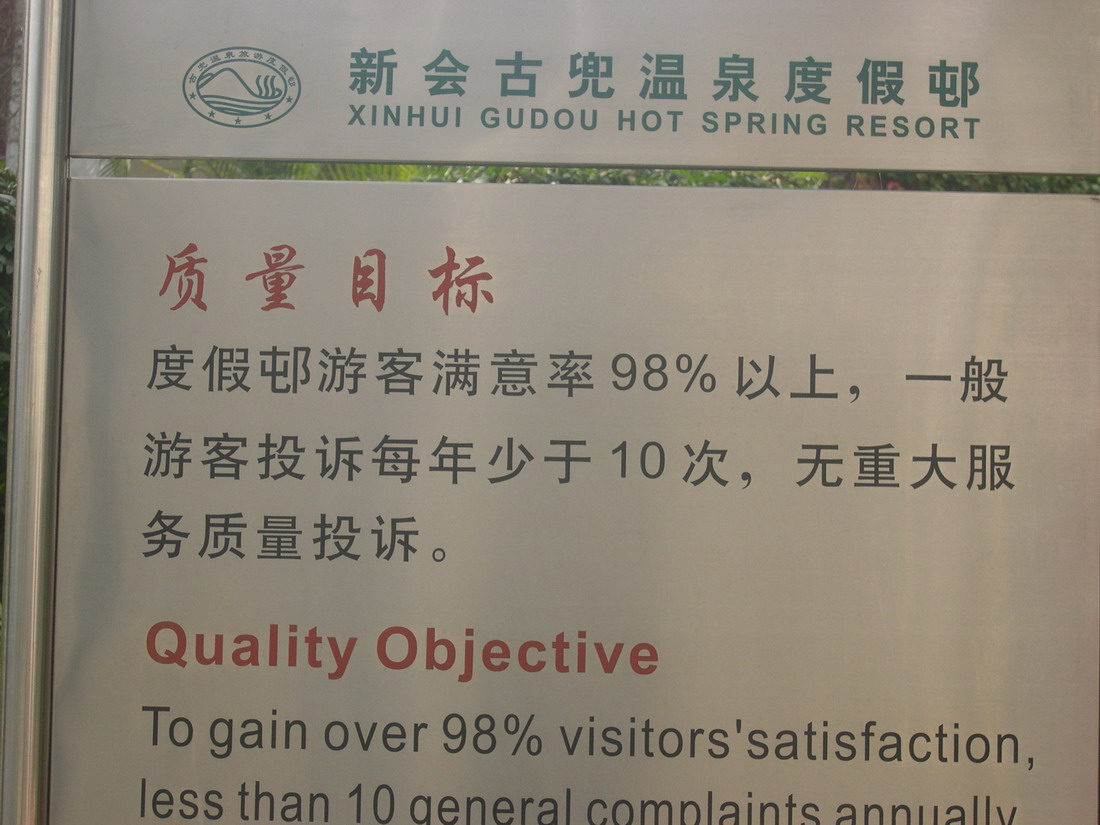 新会古兜温泉度假邨
XINHUI GUDOU HOT SPRING RESORT
质量目标
度假邨游客满意率98%以上，一般
游客投诉每年少于10次，无重大服
务质量投诉。
Quality Objective
To gain over 98% visitors'satisfaction,
less than 10 general complaints annually